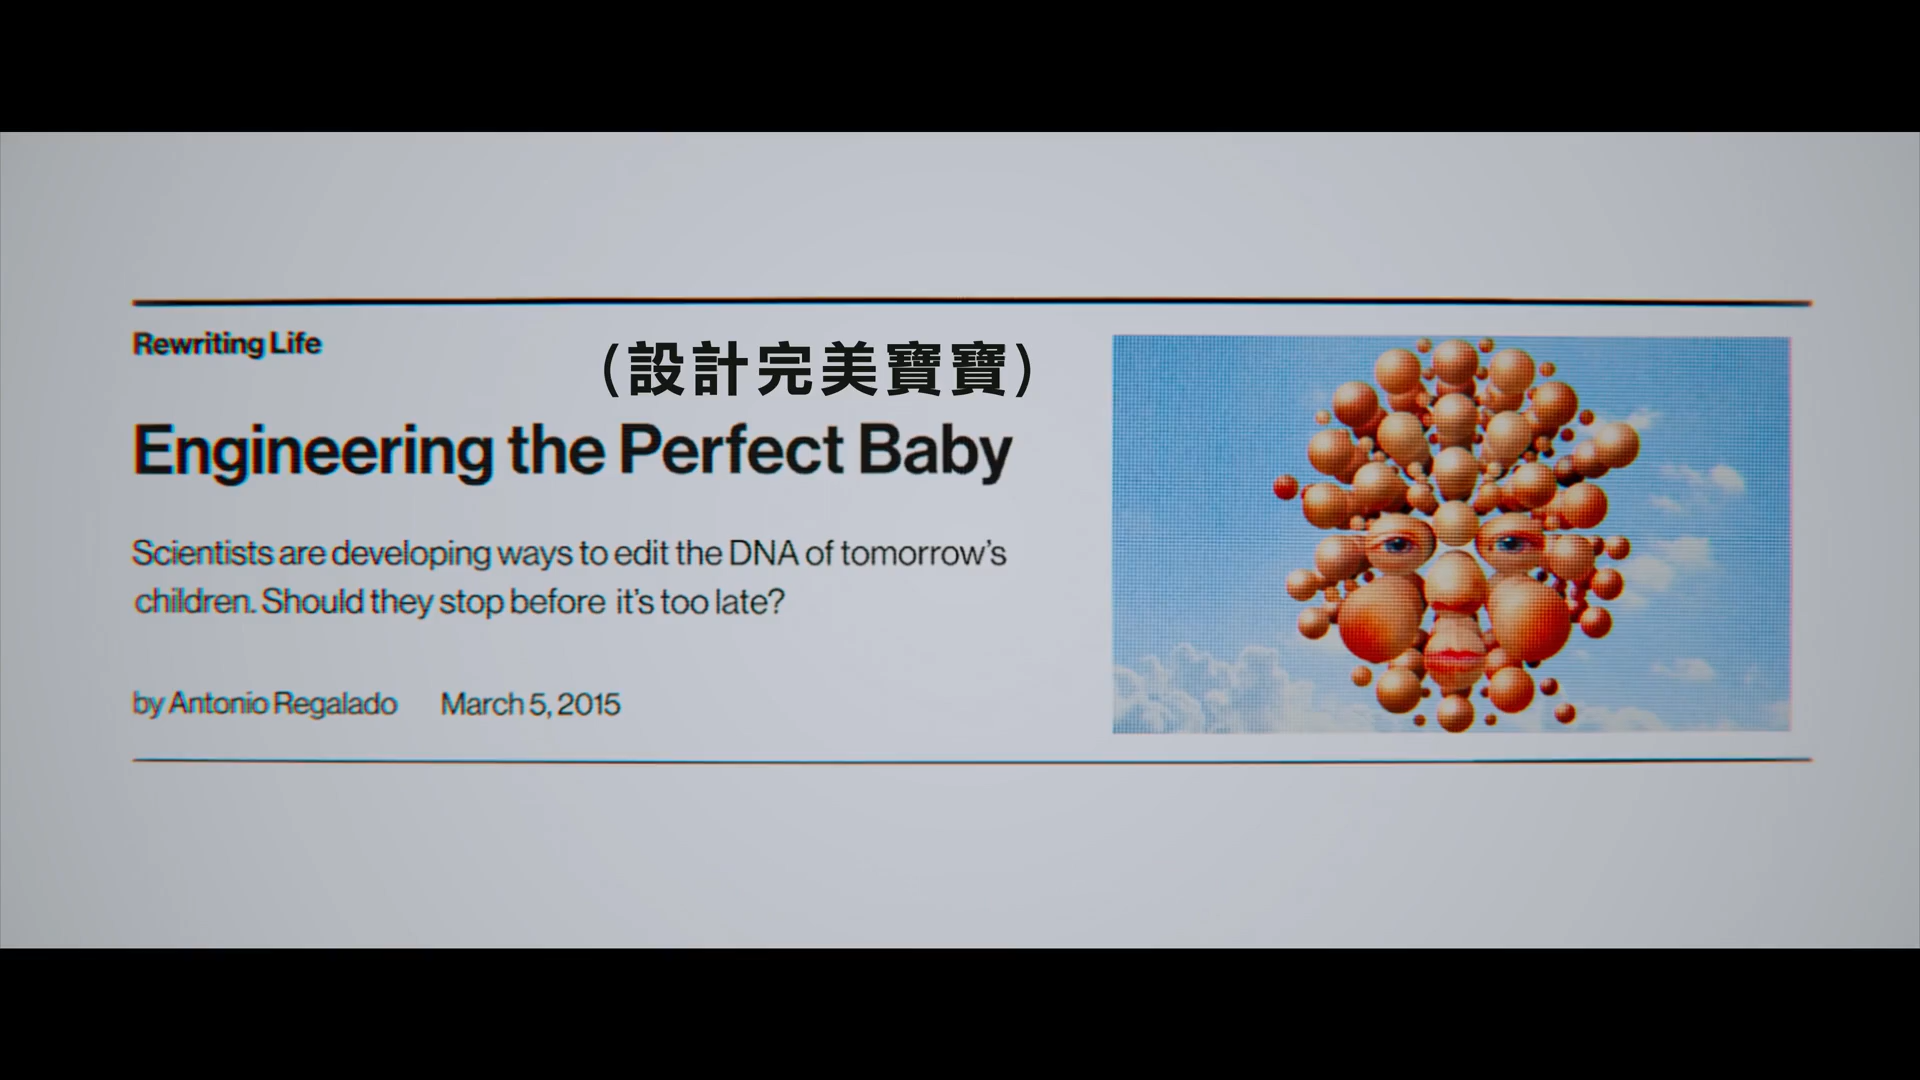 Rewriting Life
(設計完美寶寶)
Engineering the Perfect Baby
Scientists are developing ways to edit the DNA of tomorrow’s
children. Should they stop before it’s too late?
by Antonio Regalado March 5, 2015